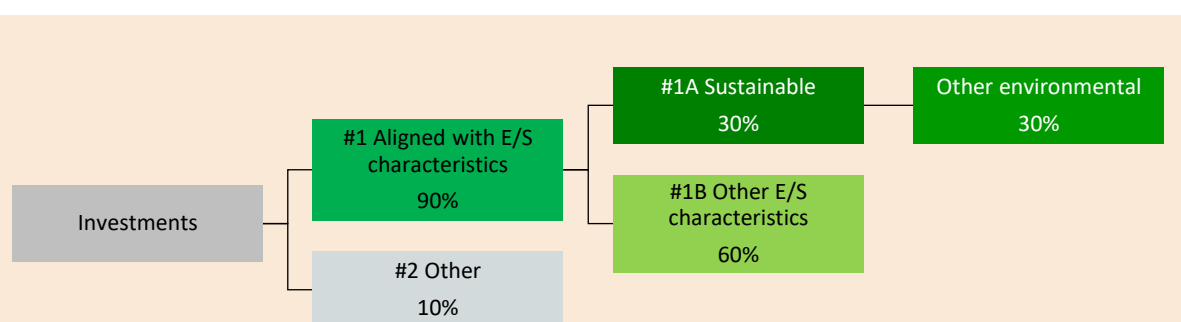 Investments
#1 Aligned with E/S
characteristics
90%
#2 Other
10%
#1A Sustainable
30%
#1B Other E/S
characteristics
60%
Other environmental
30%